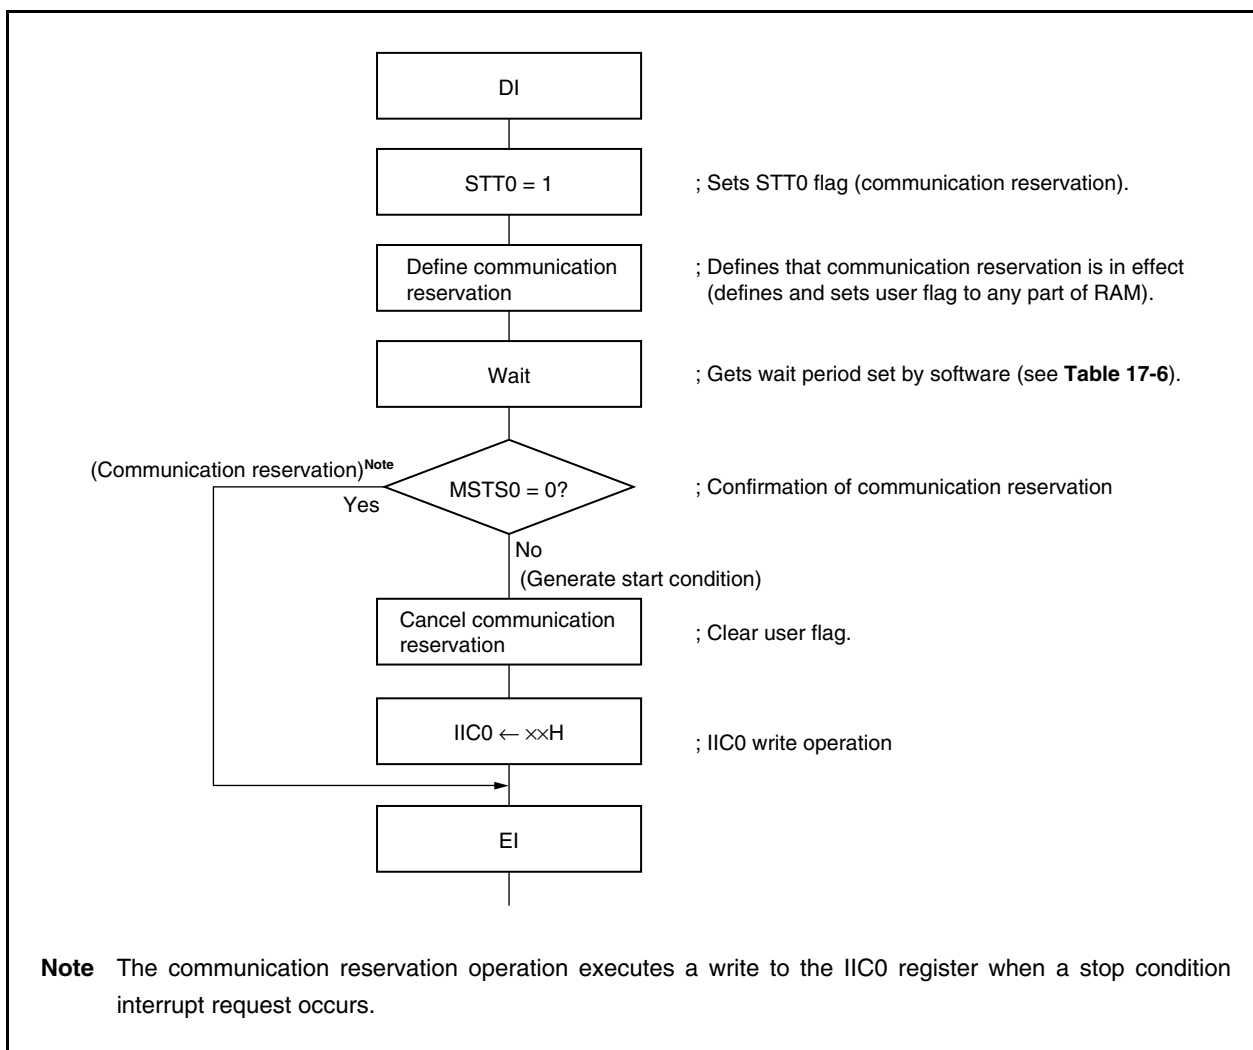 DI
STT0 = 1
; Sets STT0 flag (communication reservation).
Define communication
reservation
; Defines that communication reservation is in effect
(defines and sets user flag to any part of RAM).
Wait
; Gets wait period set by software (see Table 17-6).
(Communication reservation)Note
MSTS0 = 0?
; Confirmation of communication reservation
Yes
No
(Generate start condition)
Cancel communication
reservation
; Clear user flag.
IIC0 ← ××H
; IIC0 write operation
EI
Note The communication reservation operation executes a write to the IIC0 register when a stop condition
interrupt request occurs.